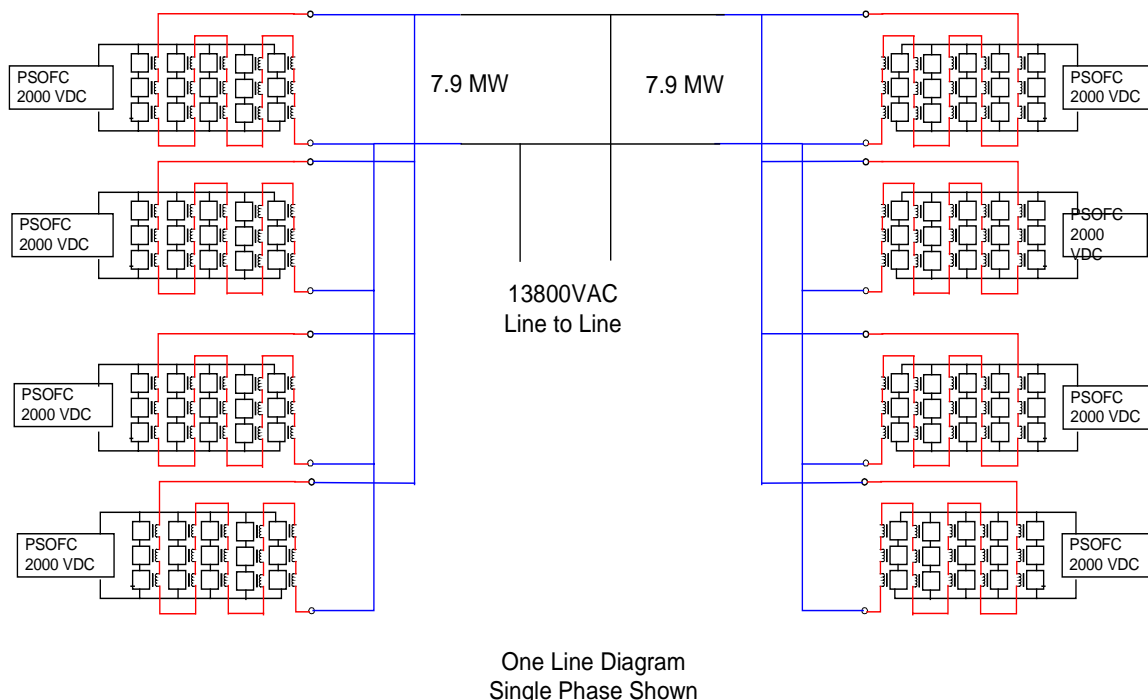 PSOFC
2000 VDC
7.9 MW
7.9 MW
PSOFC
2000 VDC
PSOFC
2000 VDC
PSOFC
2000
VDC
13800VAC
Line to Line
PSOFC
2000 VDC
PSOFC
2000 VDC
PSOFC
2000 VDC
PSOFC
2000 VDC
One Line Diagram
Single Phase Shown